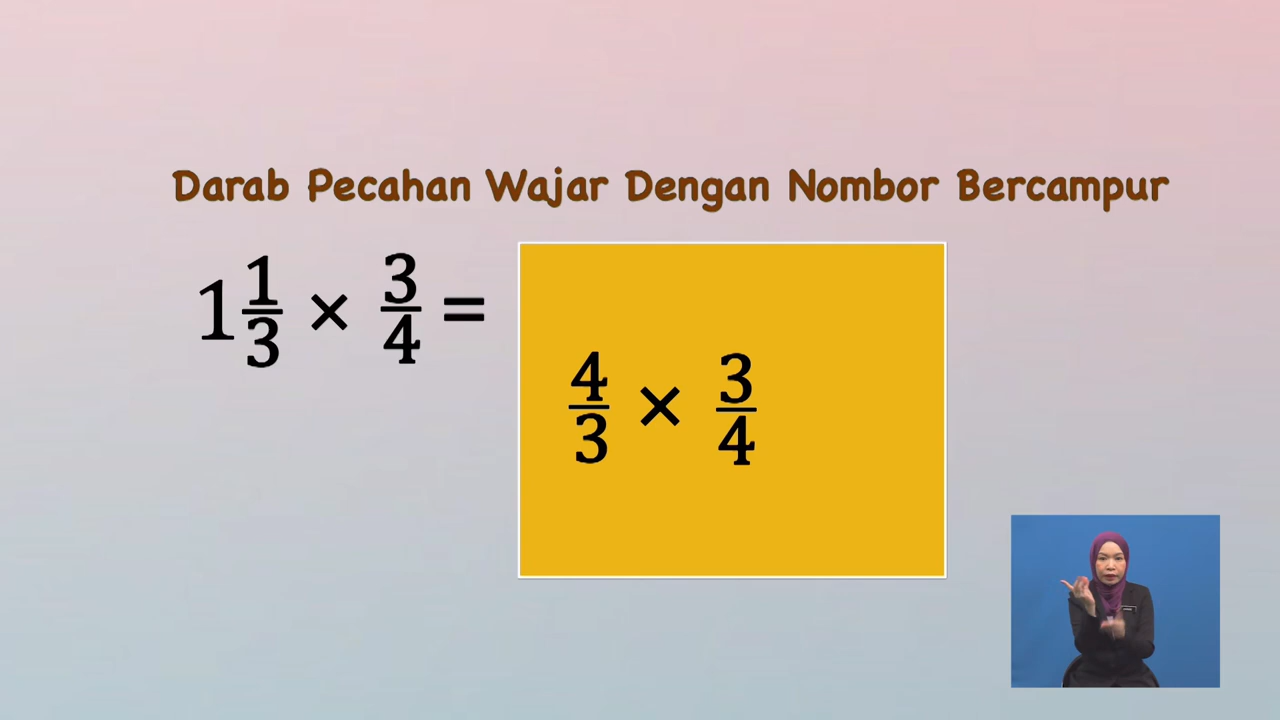 Darab Pecahan Wajar Dengan Nombor Bercampur
1 1/3 × 3/4 =
4/3 × 3/4